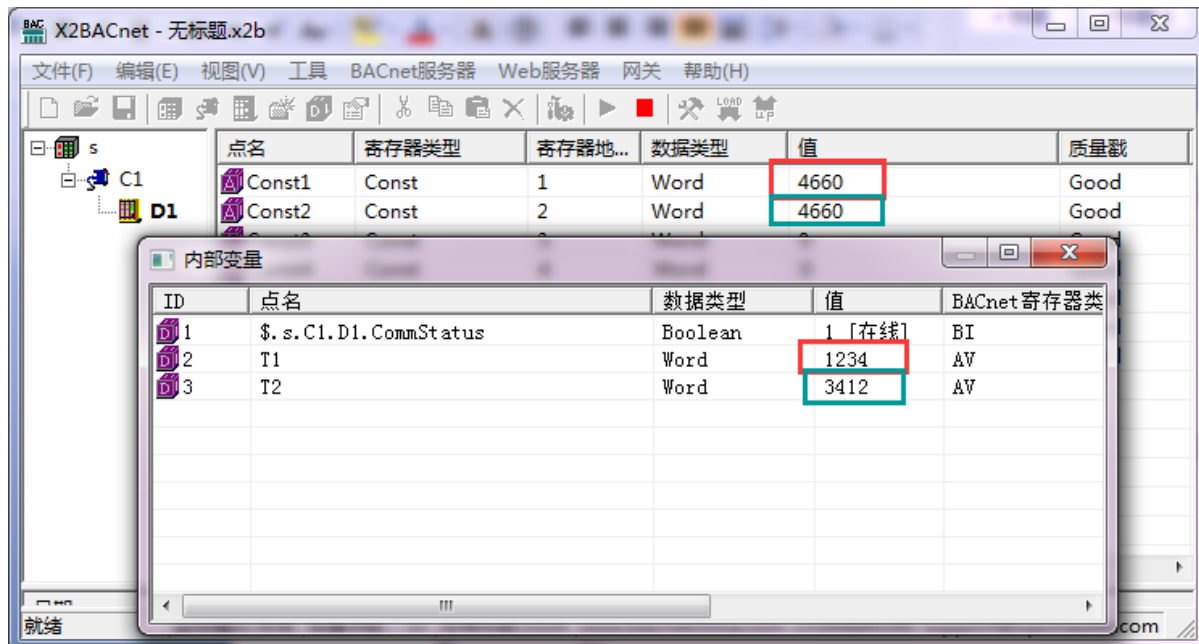 X2BACnet - 无标题.x2b
文件(F) 编辑(E) 视图(V) 工具 BACnet服务器 Web服务器 网关 帮助(H)
s
C1
D1
点名 寄存器类型 寄存器地... 数据类型 值 质量戳
Const1 Const 1 Word 4660 Good
Const2 Const 2 Word 4660 Good
内部变量
ID 点名 数据类型 值 BACnet寄存器类
1 $.s.C1.D1.CommStatus Boolean 1 [在线] BI
2 T1 Word 1234 AV
3 T2 Word 3412 AV
就绪
com